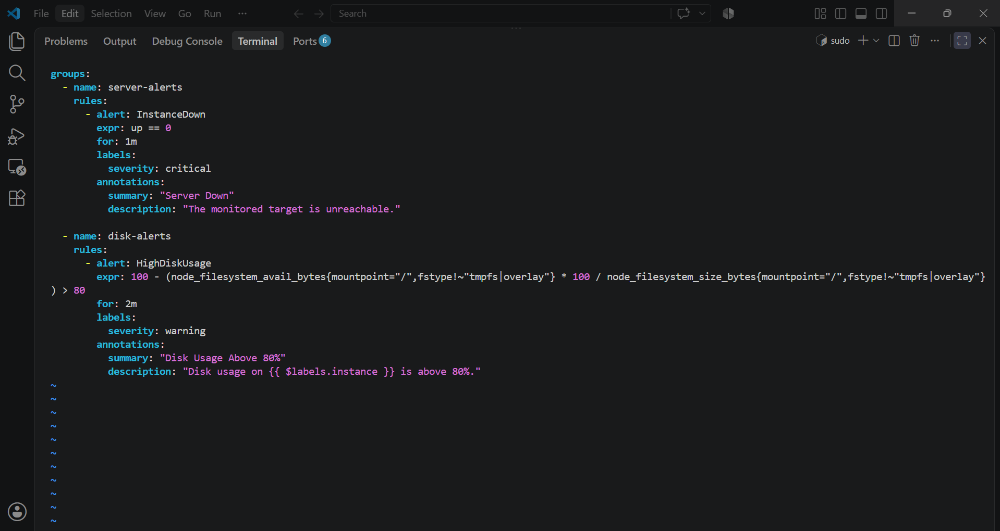 File Edit Selection View Go Run ··· Search
Problems Output Debug Console Terminal Ports 6 sudo
groups:
  - name: server-alerts
    rules:
      - alert: InstanceDown
        expr: up == 0
        for: 1m
        labels:
          severity: critical
        annotations:
          summary: "Server Down"
          description: "The monitored target is unreachable."

  - name: disk-alerts
    rules:
      - alert: HighDiskUsage
        expr: 100 - (node_filesystem_avail_bytes{mountpoint="/",fstype!~"tmpfs|overlay"} * 100 / node_filesystem_size_bytes{mountpoint="/",fstype!~"tmpfs|overlay"}
) > 80
        for: 2m
        labels:
          severity: warning
        annotations:
          summary: "Disk Usage Above 80%"
          description: "Disk usage on {{ $labels.instance }} is above 80%."
~
~
~
~
~
~
~
~
~
~
~